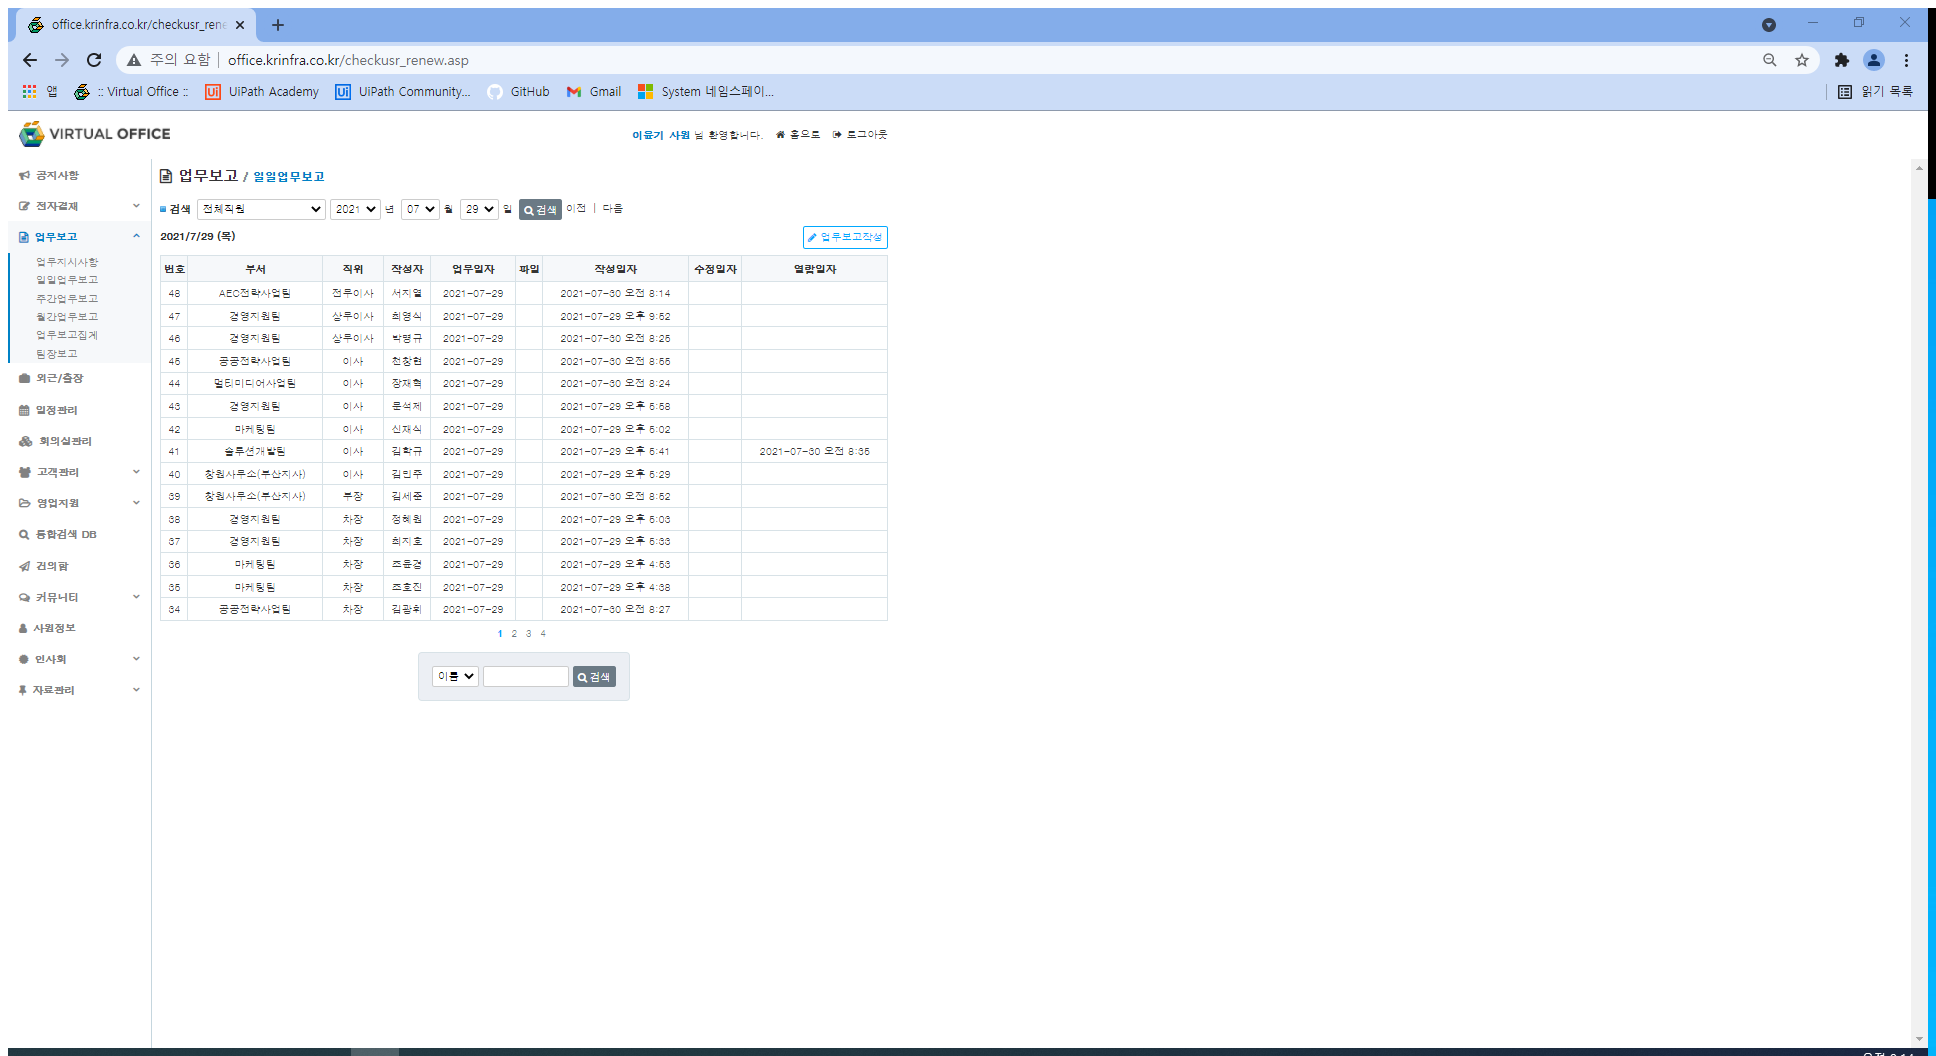 office.krinfra.co.kr/checkusr_rene
주의 요함 office.krinfra.co.kr/checkusr_renew.asp
앱 :: Virtual Office :: UiPath Academy UiPath Community... GitHub Gmail System 네임스페이... 읽기 목록
VIRTUAL OFFICE 이윤기 사원 님 환영합니다. 홈으로 로그아웃
공지사항
전자결재
업무보고
업무지시사항
일일업무보고
주간업무보고
월간업무보고
업무보고집계
팀장보고
외근/출장
일정관리
회의실관리
고객관리
영업지원
통합검색 DB
건의함
커뮤니티
사원정보
인사회
자료관리
업무보고 / 일일업무보고
검색 전체직원 2021 년 07 월 29 일 검색 이전 | 다음
2021/7/29 (목) 업무보고작성
번호 부서 직위 작성자 업무일자 파일 작성일자 수정일자 열람일자
48 AEC전략사업팀 전무이사 서지열 2021-07-29 2021-07-30 오전 8:14
47 경영지원팀 상무이사 최영식 2021-07-29 2021-07-29 오후 9:52
46 경영지원팀 상무이사 박명규 2021-07-29 2021-07-30 오전 8:25
45 공공전략사업팀 이사 천창현 2021-07-29 2021-07-30 오전 8:55
44 멀티미디어사업팀 이사 장재혁 2021-07-29 2021-07-30 오전 8:24
43 경영지원팀 이사 문석제 2021-07-29 2021-07-29 오후 5:58
42 마케팅팀 이사 신재식 2021-07-29 2021-07-29 오후 5:02
41 솔루션개발팀 이사 김학규 2021-07-29 2021-07-29 오후 5:41 2021-07-30 오전 8:35
40 창원사무소(부산지사) 이사 김민주 2021-07-29 2021-07-29 오후 5:29
39 창원사무소(부산지사) 부장 김세준 2021-07-29 2021-07-30 오전 8:52
38 경영지원팀 차장 정혜원 2021-07-29 2021-07-29 오후 5:03
37 경영지원팀 차장 최지호 2021-07-29 2021-07-29 오후 5:33
36 마케팅팀 차장 조윤경 2021-07-29 2021-07-29 오후 4:53
35 마케팅팀 차장 조호진 2021-07-29 2021-07-29 오후 4:38
34 공공전략사업팀 차장 김광회 2021-07-29 2021-07-30 오전 8:27
1 2 3 4
이름 검색